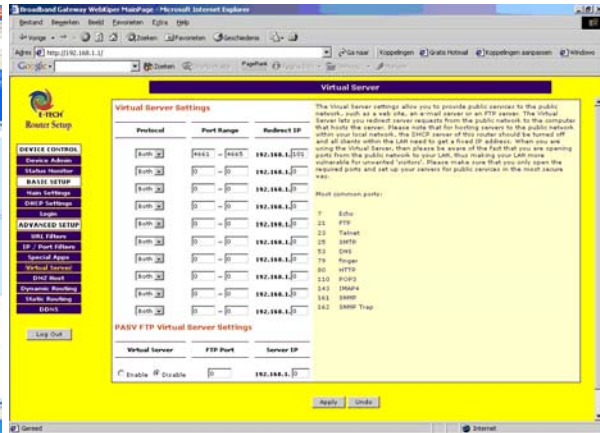 Broadband Gateway WebKiper MainPage - Microsoft Internet Explorer
Bestand Bewerken Beeld Favorieten Extra Help
Vorige Zoeken Favorieten Geschiedenis
Adres http://192.168.1.1/ Ga naar Koppelingen Gratis Hotmail Koppelingen aanpassen Windows
Google Zoeken PageRank
Virtual Server
E-TECH
Router Setup
DEVICE CONTROL
Device Admin
Status Monitor
BASIC SETUP
Main Settings
DHCP Settings
Login
ADVANCED SETUP
URL Filters
IP / Port Filters
Special Apps
Virtual Server
DMZ Host
Dynamic Routing
Static Routing
DDNS
Log Out
Virtual Server Settings
Protocol Port Range Redirect IP
Both 4661 ~ 4665 192.168.1.101
Both 0 ~ 0 192.168.1.0
Both 0 ~ 0 192.168.1.0
Both 0 ~ 0 192.168.1.0
Both 0 ~ 0 192.168.1.0
Both 0 ~ 0 192.168.1.0
Both 0 ~ 0 192.168.1.0
Both 0 ~ 0 192.168.1.0
Both 0 ~ 0 192.168.1.0
Both 0 ~ 0 192.168.1.0
PASV FTP Virtual Server Settings
Virtual Server FTP Port Server IP
Enable Disable 0 192.168.1.0
The Virtual Server settings allow you to provide public services to the public
network, such as a web site, an e-mail server or an FTP server. The Virtual
Server lets you redirect server requests from the public network to the computer
that hosts the server. Please note that for hosting servers to the public network
within your local network, the DHCP server of this router should be turned off
and all clients within the LAN need to get a fixed IP address. When you are
using the Virtual Server, then please be aware of the fact that you are opening
ports from the public network to your LAN, thus making your LAN more
vulnerable for unwanted 'visitors'. Please make sure that you only open the
required ports and set up your servers for public services in the most secure
way.
Most common ports:
7 Echo
21 FTP
23 Telnet
25 SMTP
53 DNS
79 finger
80 HTTP
110 POP3
143 IMAP4
161 SNMP
162 SNMP Trap
Apply Undo
Gereed Internet